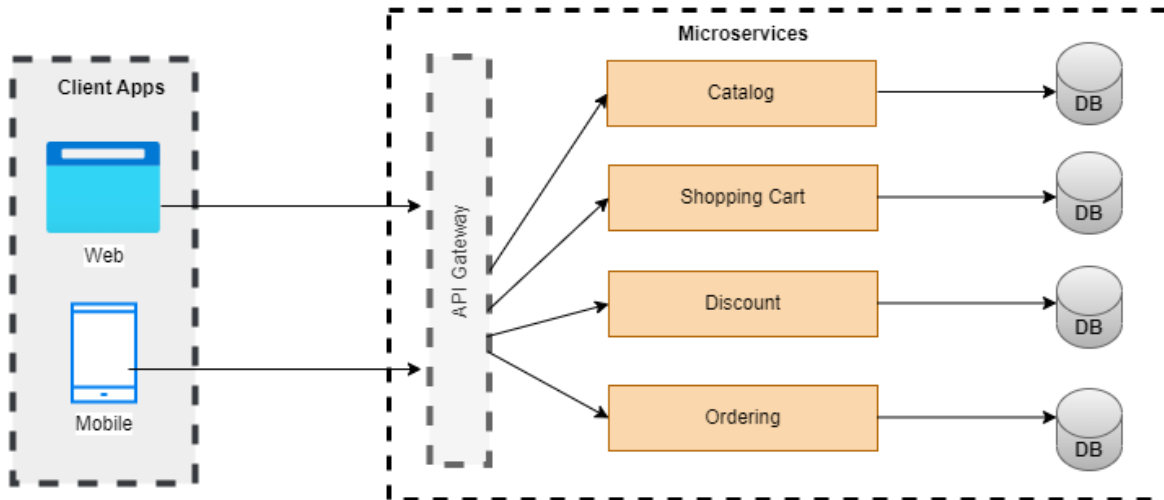 Microservices
Client Apps
Web
Mobile
API Gateway
Catalog
DB
Shopping Cart
DB
Discount
DB
Ordering
DB